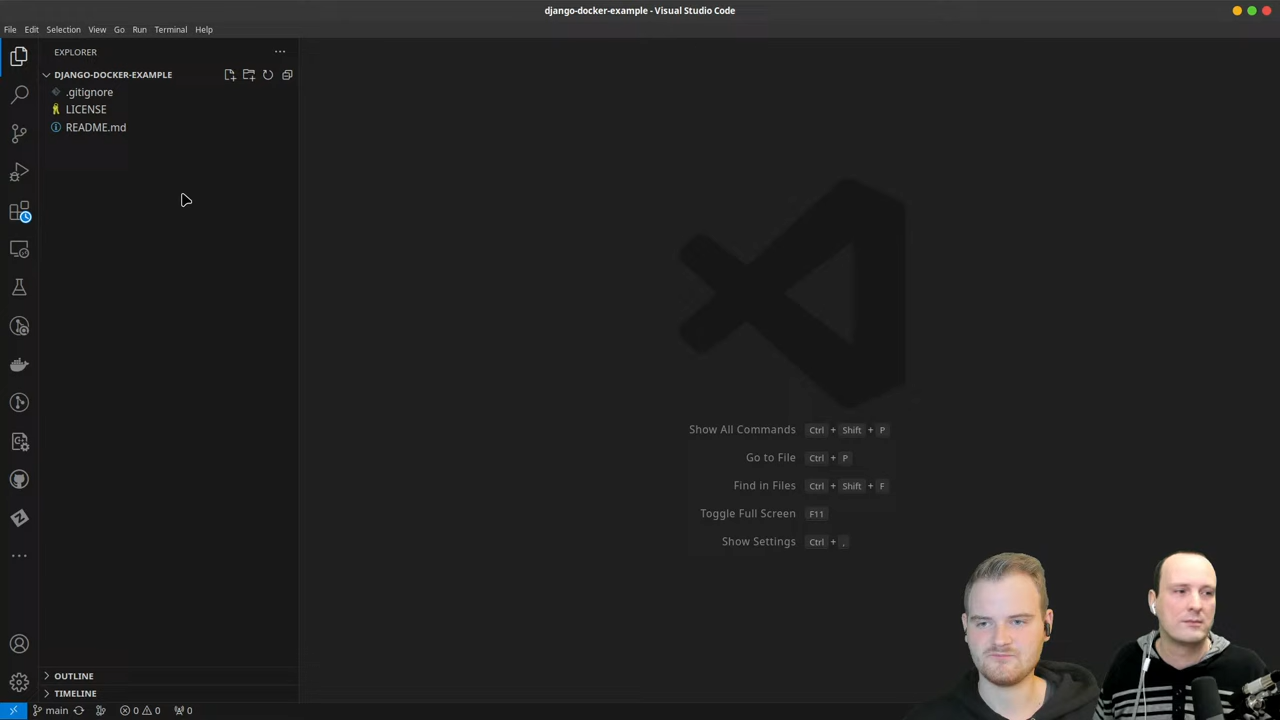 django-docker-example - Visual Studio Code
File Edit Selection View Go Run Terminal Help
EXPLORER
DJANGO-DOCKER-EXAMPLE
.gitignore
LICENSE
README.md
Show All Commands Ctrl + Shift + P
Go to File Ctrl + P
Find in Files Ctrl + Shift + F
Toggle Full Screen F11
Show Settings Ctrl + ,
OUTLINE
TIMELINE
main 0 0 0